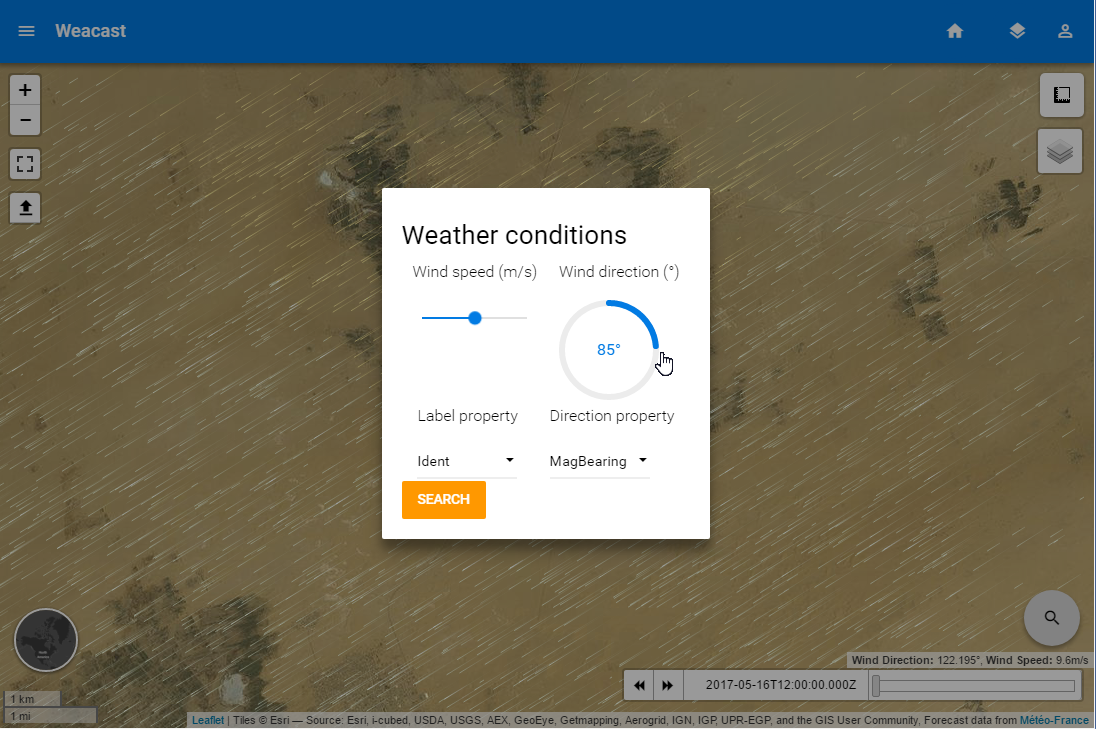 Weacast
+
−
Weather conditions
Wind speed (m/s) Wind direction (°)
85°
Label property Direction property
Ident MagBearing
SEARCH
Wind Direction: 122.195°, Wind Speed: 9.6m/s
2017-05-16T12:00:00.000Z
1 km
1 mi
Leaflet | Tiles © Esri — Source: Esri, i-cubed, USDA, USGS, AEX, GeoEye, Getmapping, Aerogrid, IGN, IGP, UPR-EGP, and the GIS User Community, Forecast data from Météo-France